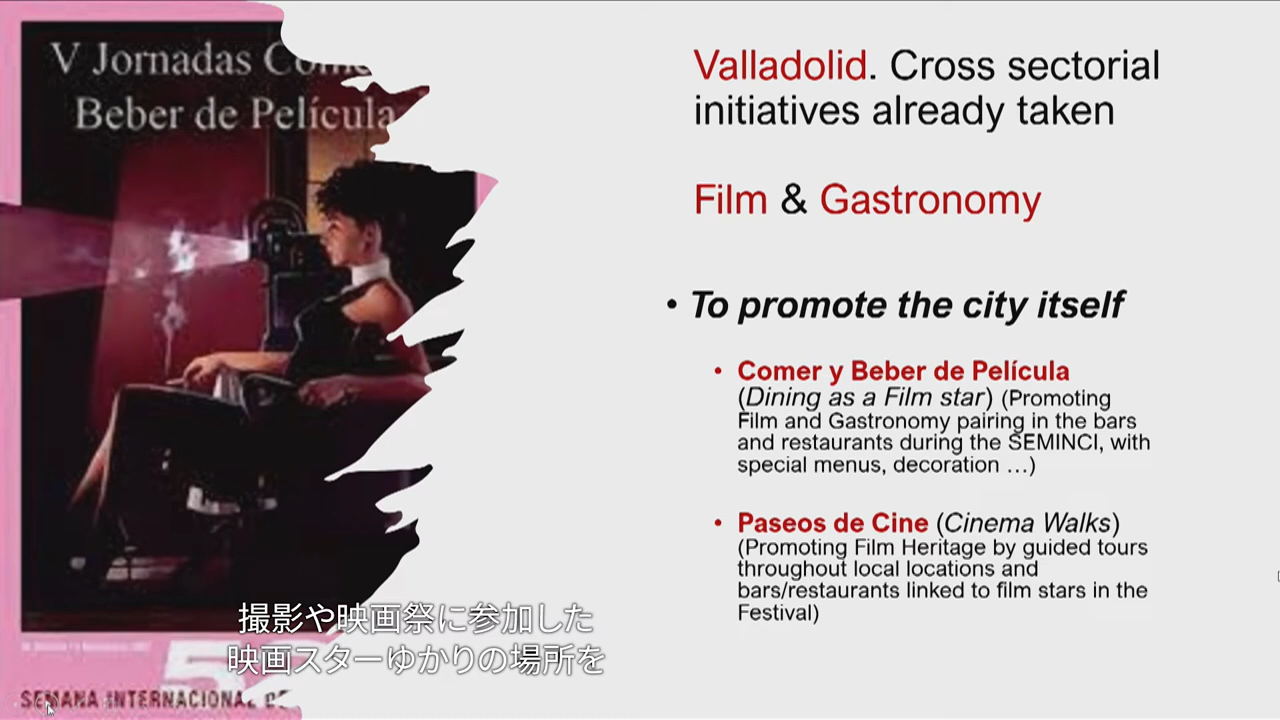 V Jornadas Come
Beber de Película
Valladolid. Cross sectorial
initiatives already taken
Film & Gastronomy
• To promote the city itself
• Comer y Beber de Película
(Dining as a Film star) (Promoting
Film and Gastronomy pairing in the bars
and restaurants during the SEMINCI, with
special menus, decoration …)
• Paseos de Cine (Cinema Walks)
(Promoting Film Heritage by guided tours
throughout local locations and
bars/restaurants linked to film stars in the
Festival)
撮影や映画祭に参加した
映画スターゆかりの場所を
SEMANA INTERNACIONAL DE